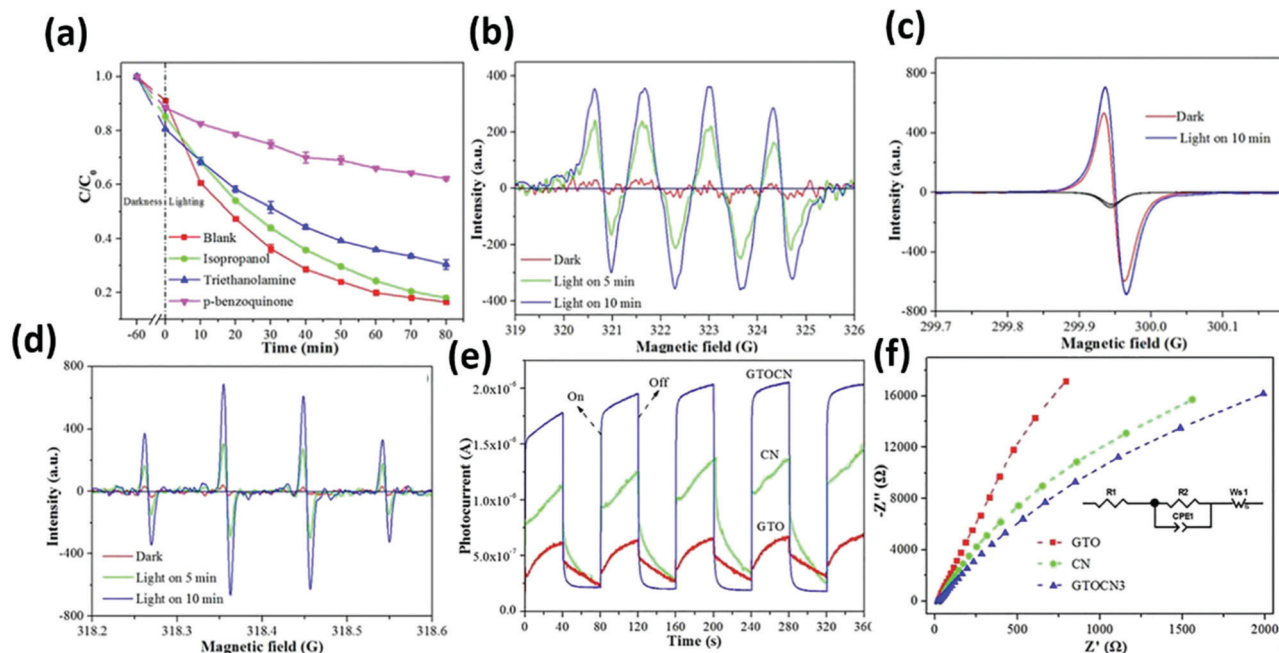 (a)
C/C0
1.0
0.8
0.6
0.4
0.2
Darkness
Lighting
Blank
Isopropanol
Triethanolamine
p-benzoquinone
-60 0 10 20 30 40 50 60 70 80
Time (min)
(b)
Intensity (a.u.)
400
200
0
-200
-400
Dark
Light on 5 min
Light on 10 min
319 320 321 322 323 324 325 326
Magnetic field (G)
(c)
Intensity (a.u.)
800
400
0
-400
-800
Dark
Light on 10 min
299.7 299.8 299.9 300.0 300.1
Magnetic field (G)
(d)
Intensity (a.u.)
800
400
0
-400
-800
Dark
Light on 5 min
Light on 10 min
318.2 318.3 318.4 318.5 318.6
Magnetic field (G)
(e)
Photocurrent (A)
2.0x10-6
1.5x10-6
1.0x10-6
5.0x10-7
0.0
On
Off
GTOCN
CN
GTO
0 40 80 120 160 200 240 280 320 360
Time (s)
(f)
-Z'' (Ω)
16000
12000
8000
4000
0
R1
R2
Ws1
CPE1
GTO
CN
GTOCN3
0 500 1000 1500 2000
Z' (Ω)